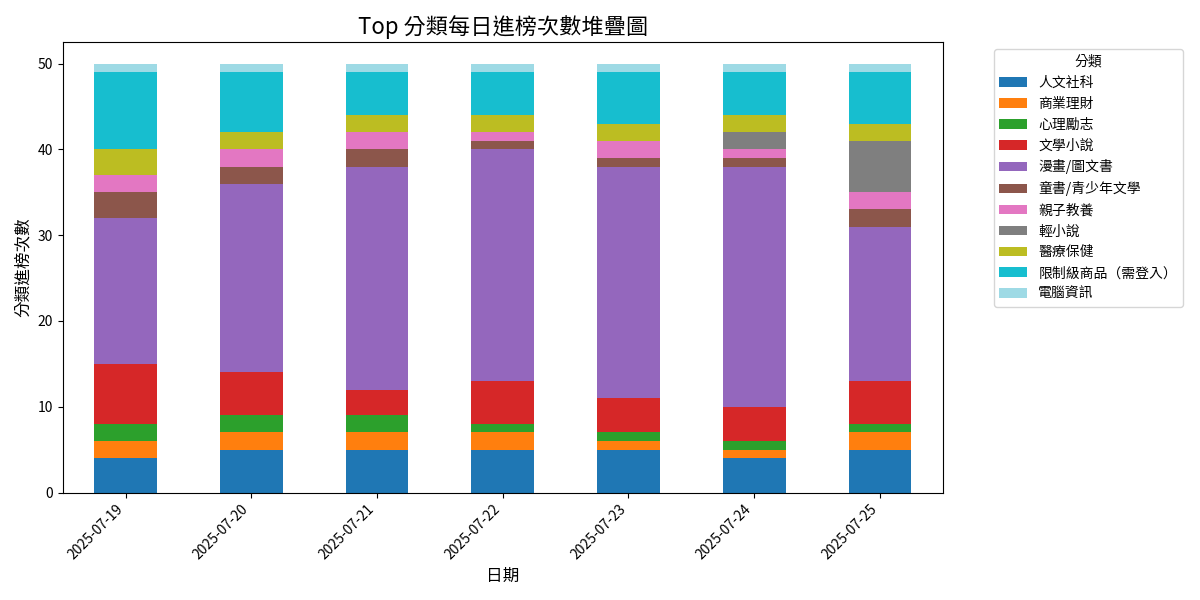 Top 分類每日進榜次數堆疊圖
分類進榜次數
50
40
30
20
10
0
2025-07-19
2025-07-20
2025-07-21
2025-07-22
2025-07-23
2025-07-24
2025-07-25
日期
分類
人文社科
商業理財
心理勵志
文學小說
漫畫/圖文書
童書/青少年文學
親子教養
輕小說
醫療保健
限制級商品（需登入）
電腦資訊